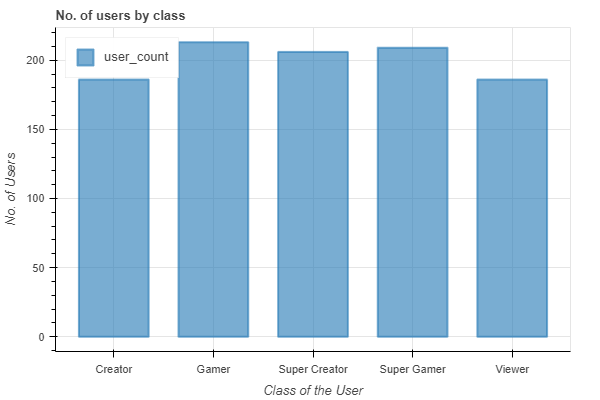 No. of users by class
user_count
No. of Users
200
150
100
50
0
Creator Gamer Super Creator Super Gamer Viewer
Class of the User